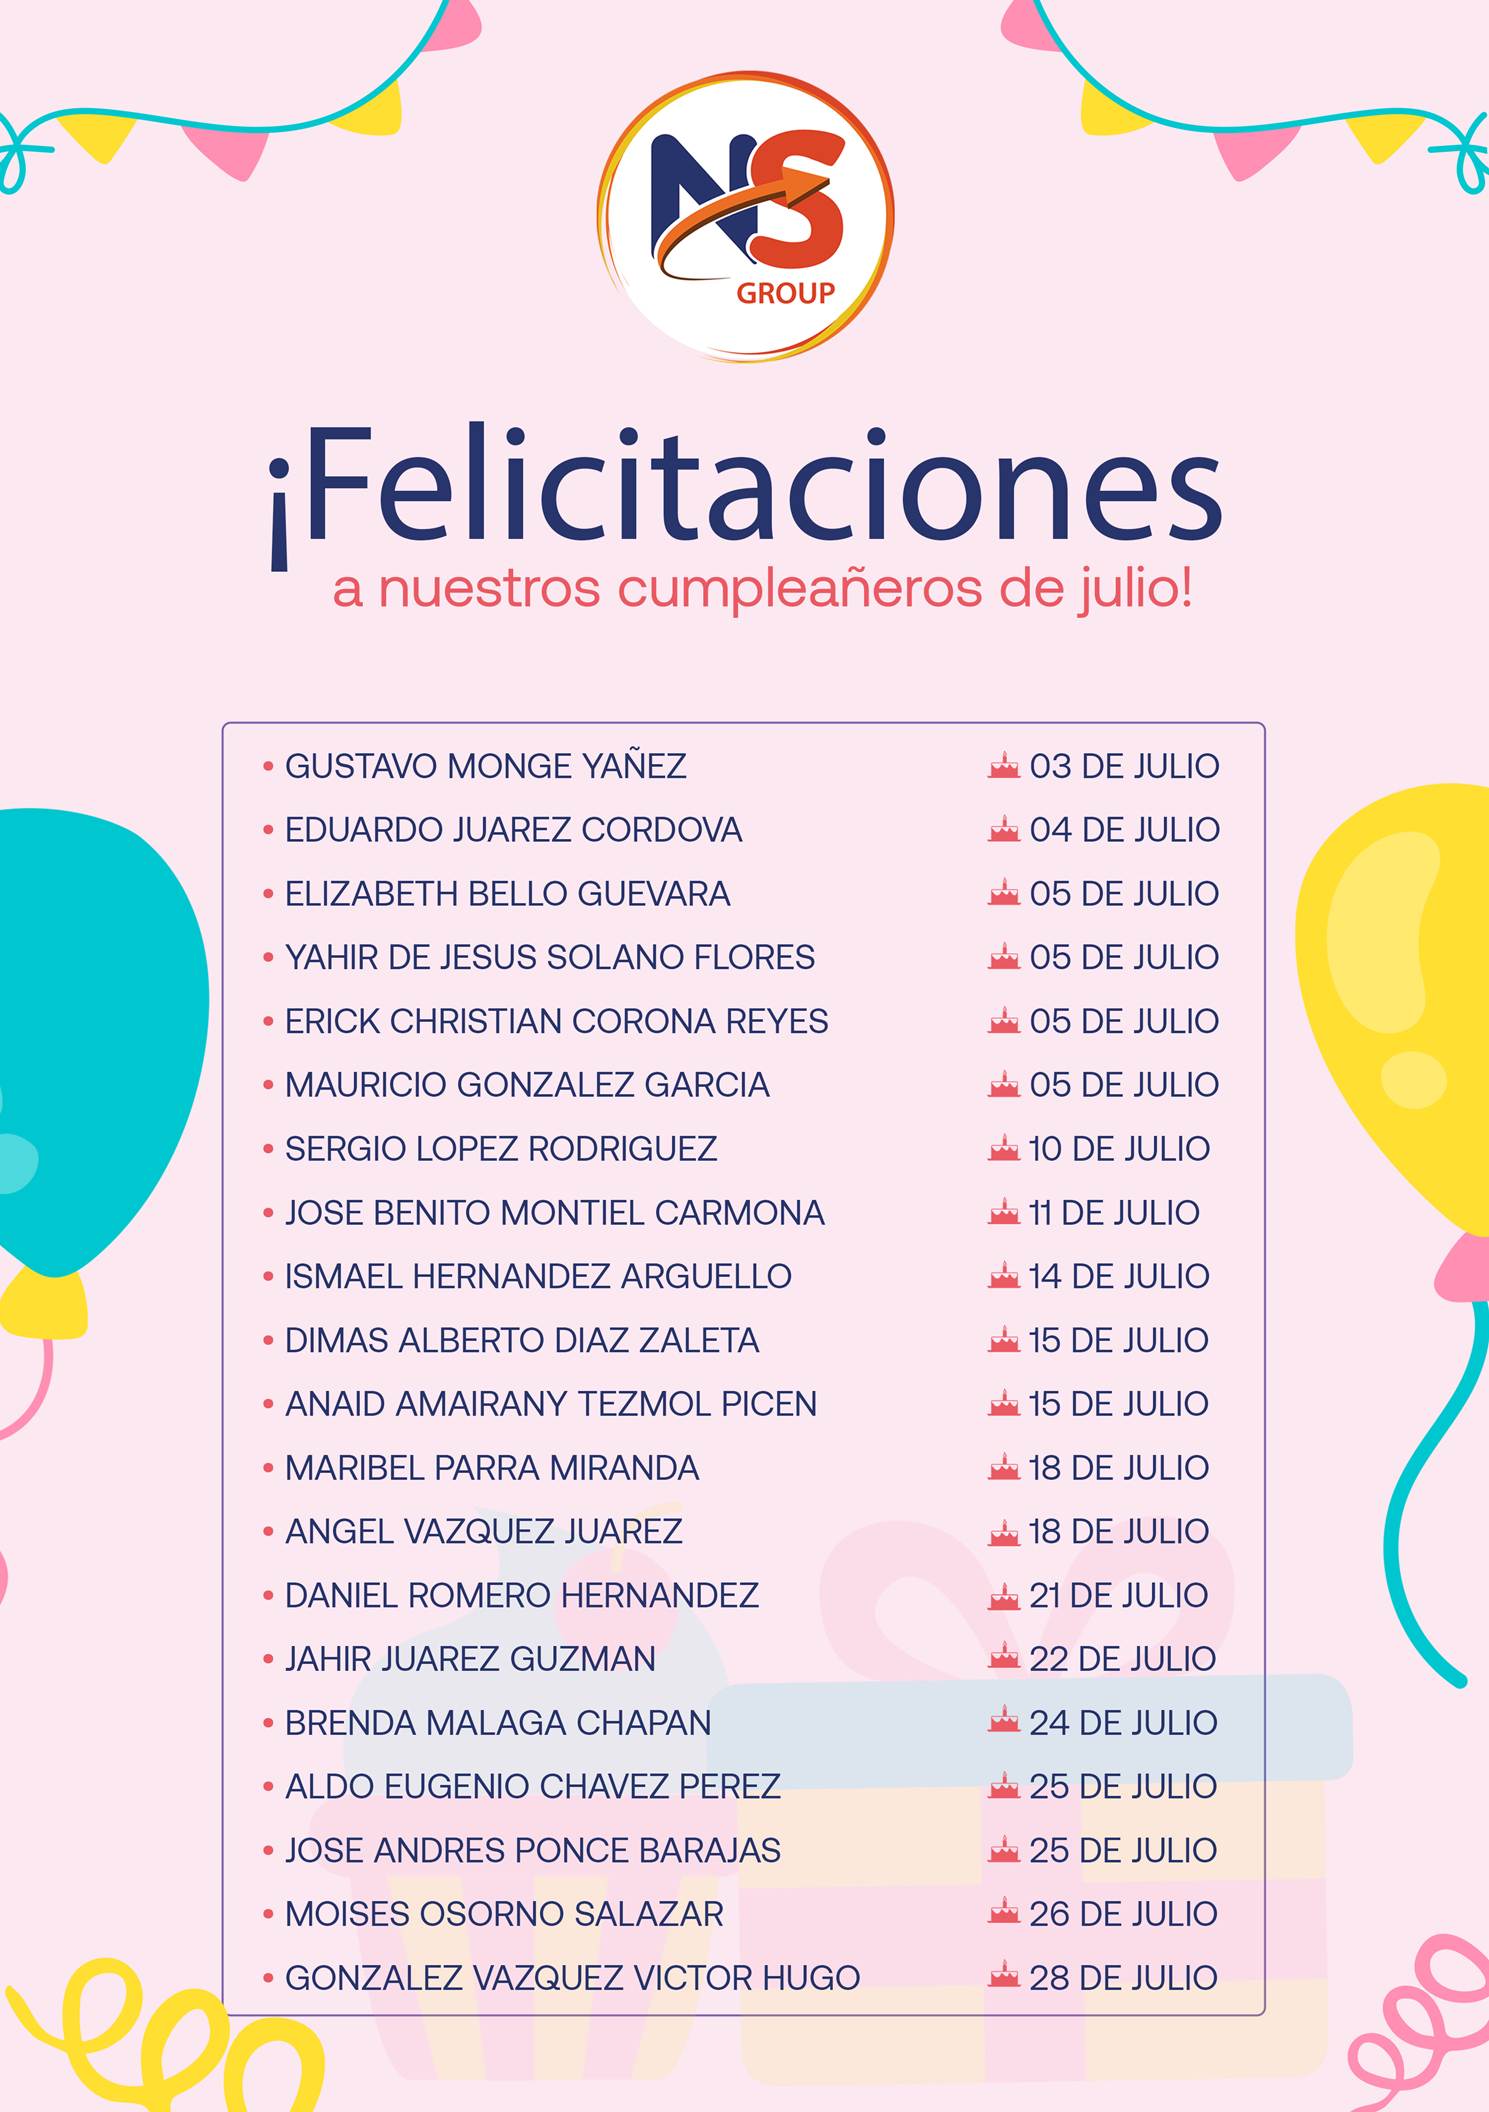 NS
GROUP
¡Felicitaciones
a nuestros cumpleañeros de julio!
• GUSTAVO MONGE YAÑEZ 03 DE JULIO
• EDUARDO JUAREZ CORDOVA 04 DE JULIO
• ELIZABETH BELLO GUEVARA 05 DE JULIO
• YAHIR DE JESUS SOLANO FLORES 05 DE JULIO
• ERICK CHRISTIAN CORONA REYES 05 DE JULIO
• MAURICIO GONZALEZ GARCIA 05 DE JULIO
• SERGIO LOPEZ RODRIGUEZ 10 DE JULIO
• JOSE BENITO MONTIEL CARMONA 11 DE JULIO
• ISMAEL HERNANDEZ ARGUELLO 14 DE JULIO
• DIMAS ALBERTO DIAZ ZALETA 15 DE JULIO
• ANAID AMAIRANY TEZMOL PICEN 15 DE JULIO
• MARIBEL PARRA MIRANDA 18 DE JULIO
• ANGEL VAZQUEZ JUAREZ 18 DE JULIO
• DANIEL ROMERO HERNANDEZ 21 DE JULIO
• JAHIR JUAREZ GUZMAN 22 DE JULIO
• BRENDA MALAGA CHAPAN 24 DE JULIO
• ALDO EUGENIO CHAVEZ PEREZ 25 DE JULIO
• JOSE ANDRES PONCE BARAJAS 25 DE JULIO
• MOISES OSORNO SALAZAR 26 DE JULIO
• GONZALEZ VAZQUEZ VICTOR HUGO 28 DE JULIO